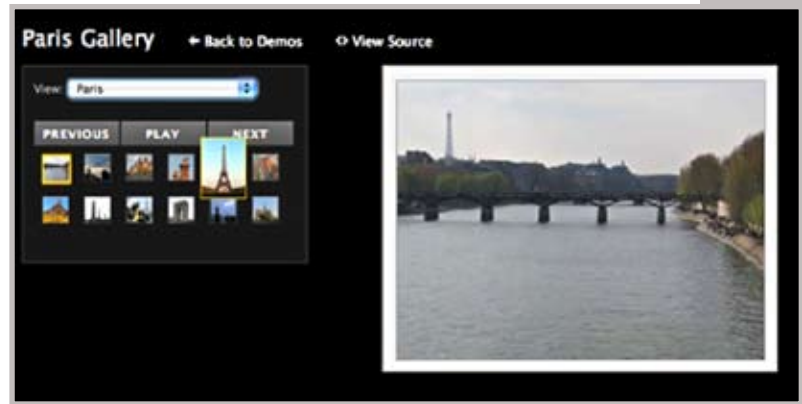 Paris Gallery ← Back to Demos ‹› View Source
View: Paris
PREVIOUS PLAY NEXT